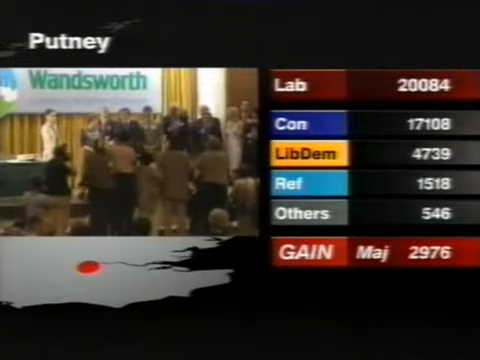 Putney
Wandsworth
Lab 20084
Con 17108
LibDem 4739
Ref 1518
Others 546
GAIN Maj 2976